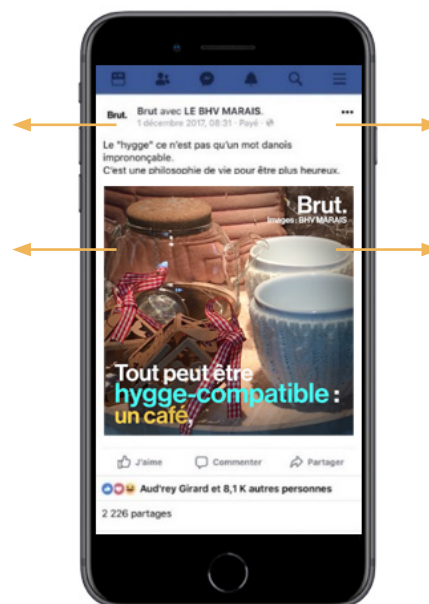 Brut.
Brut avec LE BHV MARAIS.
1 décembre 2017, 08:31 · Payé ·
Le "hygge" ce n'est pas qu'un mot danois
imprononçable.
C'est une philosophie de vie pour être plus heureux.
Brut.
Images : BHV MARAIS
Tout peut être
hygge-compatible :
un café,
J'aime Commenter Partager
Aud'rey Girard et 8,1 K autres personnes
2 226 partages